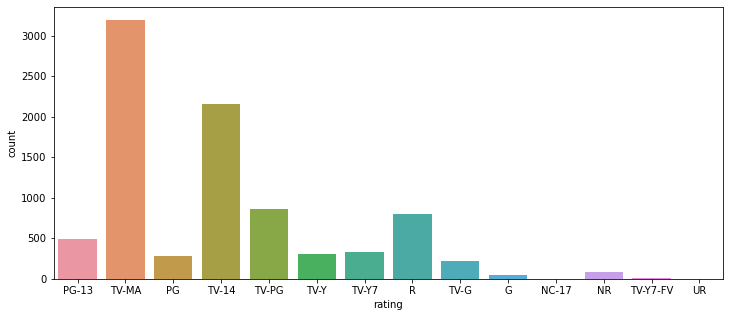 3000
2500
2000
1500
1000
500
0
count
PG-13 TV-MA PG TV-14 TV-PG TV-Y TV-Y7 R TV-G G NC-17 NR TV-Y7-FV UR
rating